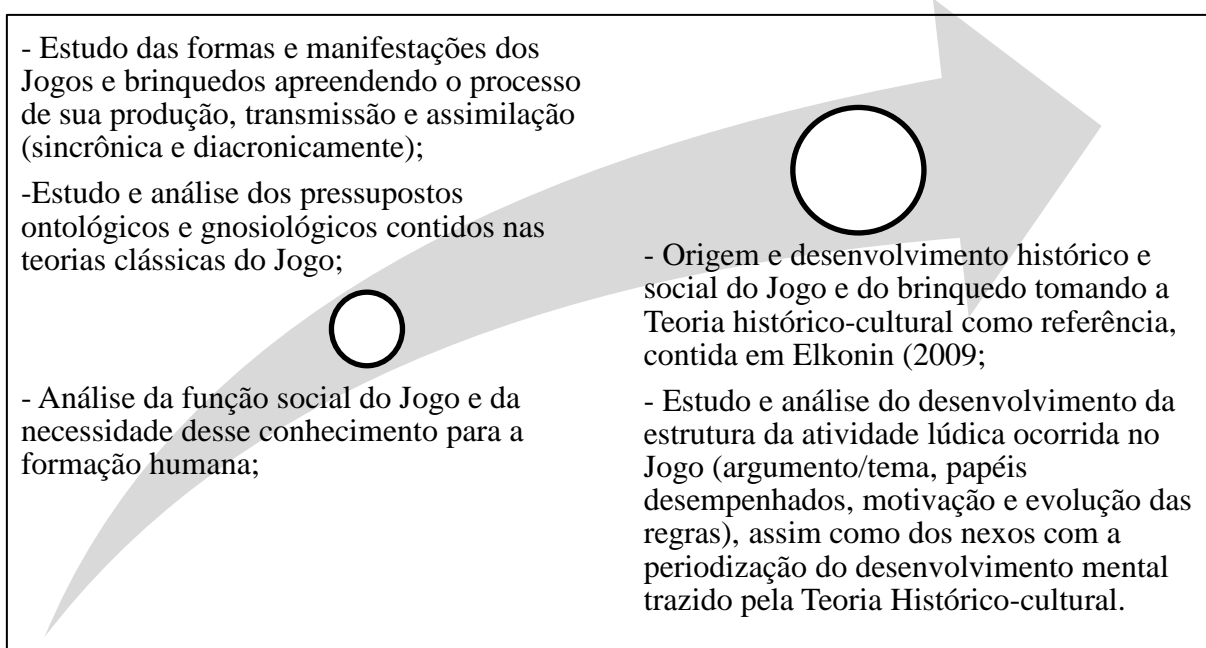 - Estudo das formas e manifestações dos
Jogos e brinquedos apreendendo o processo
de sua produção, transmissão e assimilação
(sincrônica e diacronicamente);
-Estudo e análise dos pressupostos
ontológicos e gnosiológicos contidos nas
teorias clássicas do Jogo;
- Análise da função social do Jogo e da
necessidade desse conhecimento para a
formação humana;
- Origem e desenvolvimento histórico e
social do Jogo e do brinquedo tomando a
Teoria histórico-cultural como referência,
contida em Elkonin (2009;
- Estudo e análise do desenvolvimento da
estrutura da atividade lúdica ocorrida no
Jogo (argumento/tema, papéis
desempenhados, motivação e evolução das
regras), assim como dos nexos com a
periodização do desenvolvimento mental
trazido pela Teoria Histórico-cultural.